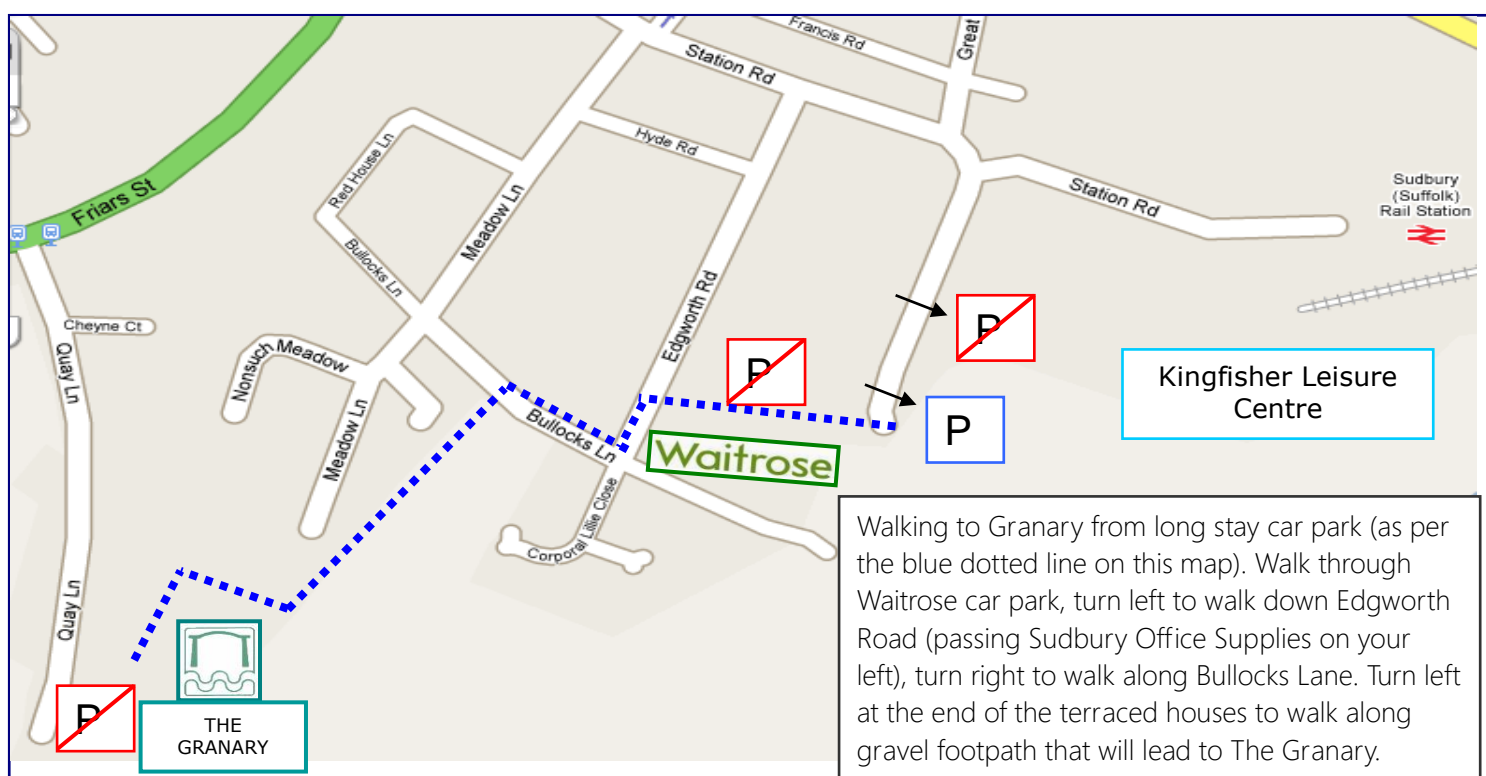 Francis Rd
Great
Station Rd
Hyde Rd
Red House Ln
Friars St
Meadow Ln
Station Rd
Sudbury
(Suffolk)
Rail Station
Bullocks Ln
Edgworth Rd
Cheyne Ct
Quay Ln
Nonsuch Meadow
P
P
P
Kingfisher Leisure
Centre
Meadow Ln
Bullocks Ln
Waitrose
Corporal Lillie Close
Quay Ln
P
THE
GRANARY
Walking to Granary from long stay car park (as per
the blue dotted line on this map). Walk through
Waitrose car park, turn left to walk down Edgworth
Road (passing Sudbury Office Supplies on your
left), turn right to walk along Bullocks Lane. Turn left
at the end of the terraced houses to walk along
gravel footpath that will lead to The Granary.